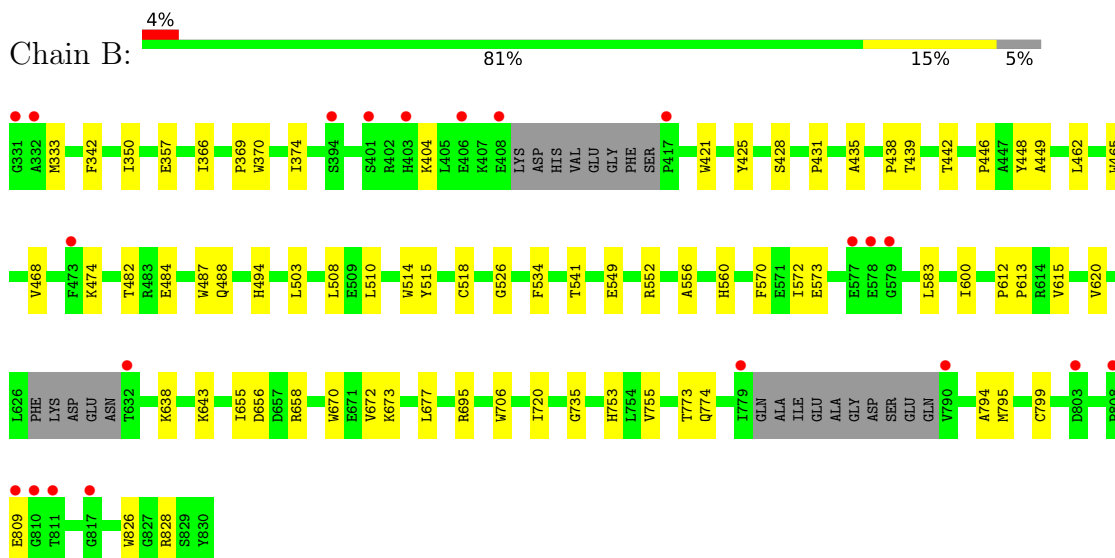 4%
Chain B:
81% 15% 5%
G331 A332 M333 F342 I350 E357 I366 P369 W370 I374 S394 S401 R402 H403 K404 L405 E406 K407 E408 LYS ASP HIS VAL GLU GLY PHE SER P417 W421 Y425 S428 P431 A435 P438 T439 T442 P446 A447 Y448 A449 L462 W465
V468 F473 K474 T482 R483 E484 W487 Q488 H494 L503 L508 E509 L510 W514 Y515 C518 G526 F534 T541 E549 R552 A556 H560 F570 E571 I572 E573 E577 E578 G579 L583 I600 P612 P613 R614 V615 V620
L626 PHE LYS ASP GLU ASN T632 K638 K643 I655 D656 D657 R658 W670 E671 V672 K673 L677 R695 W706 I720 G735 H753 L754 V755 T773 Q774 I779 GLN ALA ILE GLU ALA GLY ASP SER GLU GLN V790 A794 M795 C799 D803
E809 G810 T811 G817 W826 G827 R828 S829 Y830